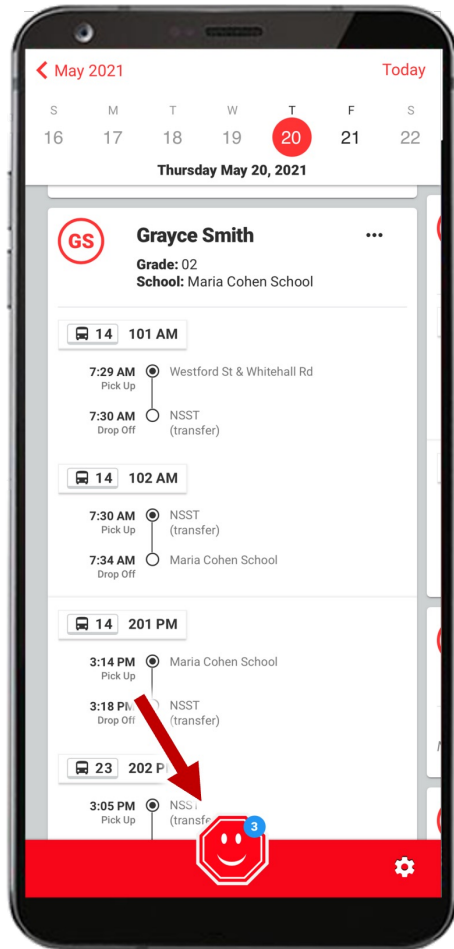 May 2021 Today
S M T W T F S
16 17 18 19 20 21 22
Thursday May 20, 2021
GS Grayce Smith
Grade: 02
School: Maria Cohen School
14 101 AM
7:29 AM Westford St & Whitehall Rd
Pick Up
7:30 AM NSST
Drop Off (transfer)
14 102 AM
7:30 AM NSST
Pick Up (transfer)
7:34 AM Maria Cohen School
Drop Off
14 201 PM
3:14 PM Maria Cohen School
Pick Up
3:18 PM NSST
Drop Off (transfer)
23 202
3:05 PM
Pick Up
3